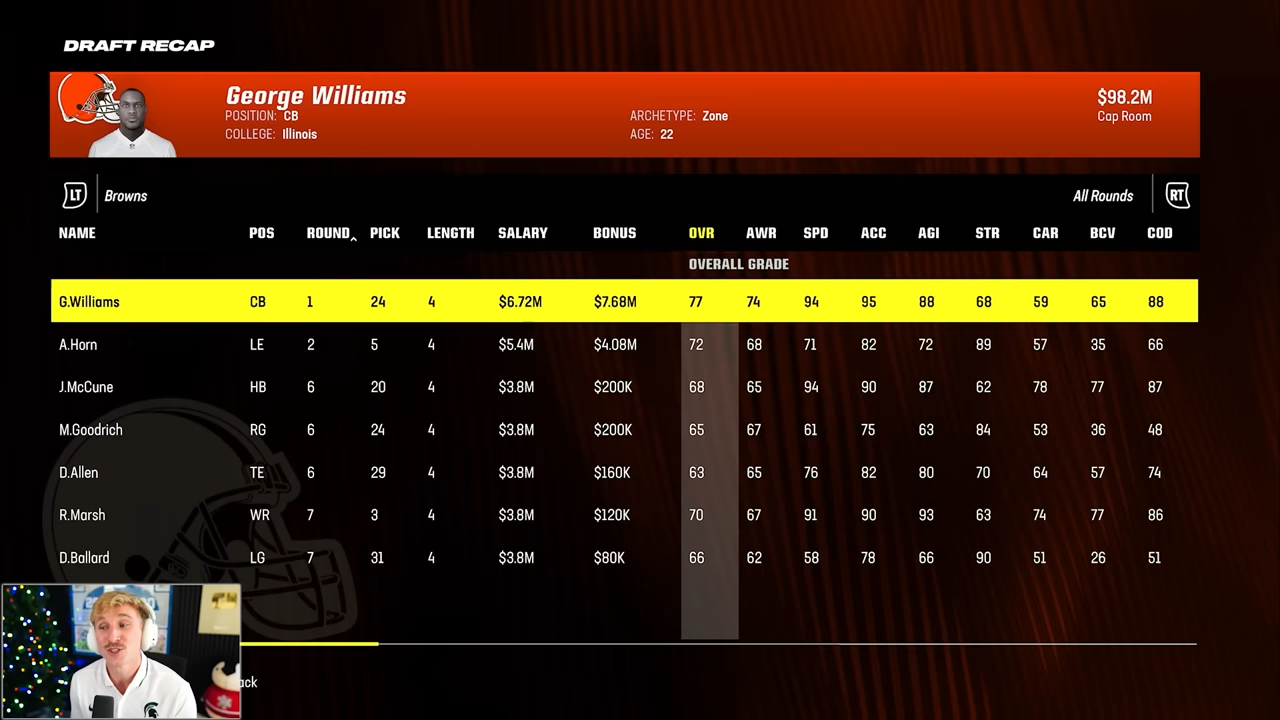 DRAFT RECAP
George Williams
POSITION: CB
COLLEGE: Illinois
ARCHETYPE: Zone
AGE: 22
$98.2M
Cap Room
LT Browns All Rounds RT
NAME POS ROUND PICK LENGTH SALARY BONUS OVR AWR SPD ACC AGI STR CAR BCV COD
OVERALL GRADE
G.Williams CB 1 24 4 $6.72M $7.68M 77 74 94 95 88 68 59 65 88
A.Horn LE 2 5 4 $5.4M $4.08M 72 68 71 82 72 89 57 35 66
J.McCune HB 6 20 4 $3.8M $200K 68 65 94 90 87 62 78 77 87
M.Goodrich RG 6 24 4 $3.8M $200K 65 67 61 75 63 84 53 36 48
D.Allen TE 6 29 4 $3.8M $160K 63 65 76 82 80 70 64 57 74
R.Marsh WR 7 3 4 $3.8M $120K 70 67 91 90 93 63 74 77 86
D.Ballard LG 7 31 4 $3.8M $80K 66 62 58 78 66 90 51 26 51
ack